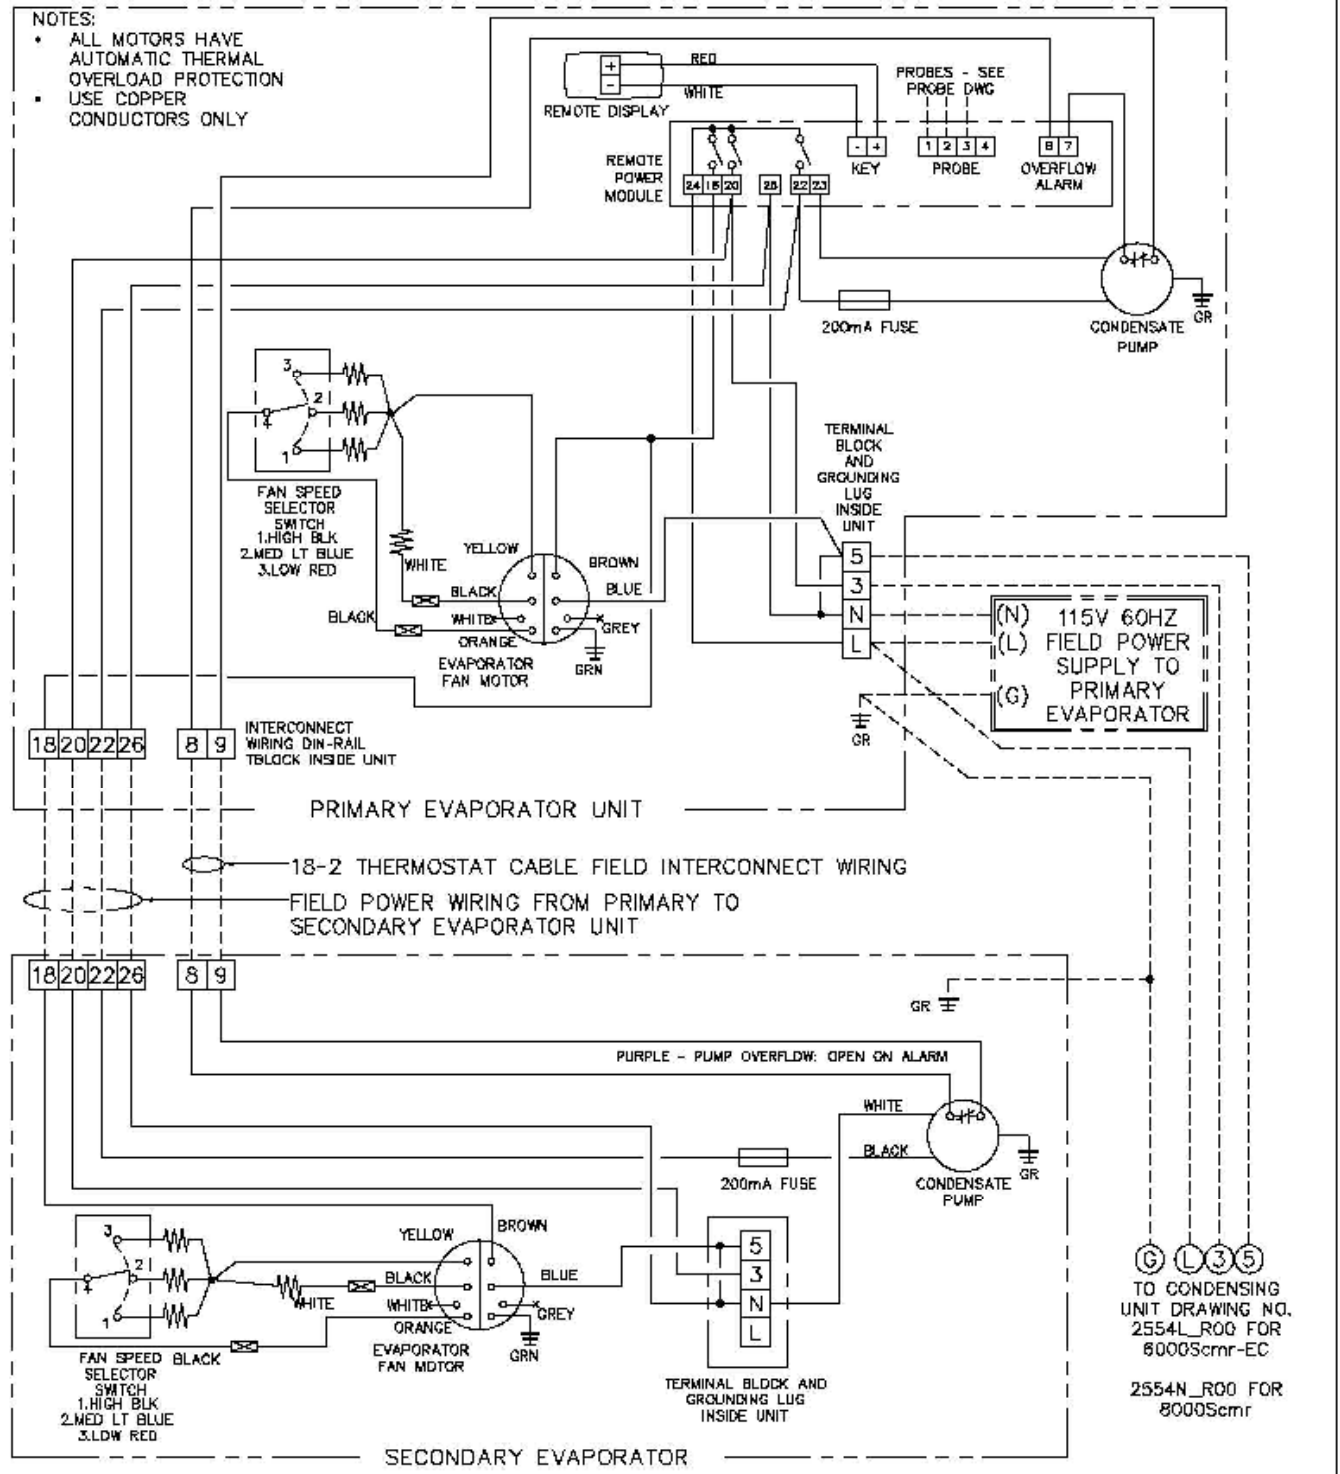 NOTES:
• ALL MOTORS HAVE
AUTOMATIC THERMAL
OVERLOAD PROTECTION
• USE COPPER
CONDUCTORS ONLY
+
-
REMOTE DISPLAY
RED
WHITE
PROBES - SEE
PROBE DWG
REMOTE
POWER
MODULE
24 18 20 26 22 23
- +
KEY
1 2 3 4
PROBE
8 7
OVERFLOW
ALARM
200mA FUSE
CONDENSATE
PUMP
GR
3
2
4
1
FAN SPEED
SELECTOR
SWITCH
1.HIGH BLK
2.MED LT BLUE
3.LOW RED
WHITE
YELLOW
BROWN
BLACK
BLUE
BLACK
WHITE
GREY
ORANGE
GRN
EVAPORATOR
FAN MOTOR
TERMINAL
BLOCK
AND
GROUNDING
LUG
INSIDE
UNIT
5
3
N
L
(N)
(L)
(G)
115V 60HZ
FIELD POWER
SUPPLY TO
PRIMARY
EVAPORATOR
GR
18 20 22 26
8 9
INTERCONNECT
WIRING DIN-RAIL
TBLOCK INSIDE UNIT
PRIMARY EVAPORATOR UNIT
18-2 THERMOSTAT CABLE FIELD INTERCONNECT WIRING
FIELD POWER WIRING FROM PRIMARY TO
SECONDARY EVAPORATOR UNIT
18 20 22 26
8 9
GR
PURPLE - PUMP OVERFLOW: OPEN ON ALARM
WHITE
BLACK
200mA FUSE
CONDENSATE
PUMP
GR
3
2
4
1
FAN SPEED
SELECTOR
SWITCH
1.HIGH BLK
2.MED LT BLUE
3.LOW RED
BLACK
WHITE
YELLOW
BROWN
BLACK
BLUE
WHITE
GREY
ORANGE
GRN
EVAPORATOR
FAN MOTOR
5
3
N
L
TERMINAL BLOCK AND
GROUNDING LUG
INSIDE UNIT
G L 3 5
TO CONDENSING
UNIT DRAWING NO.
2554L_R00 FOR
6000Scmr-EC
2554N_R00 FOR
8000Scmr
SECONDARY EVAPORATOR